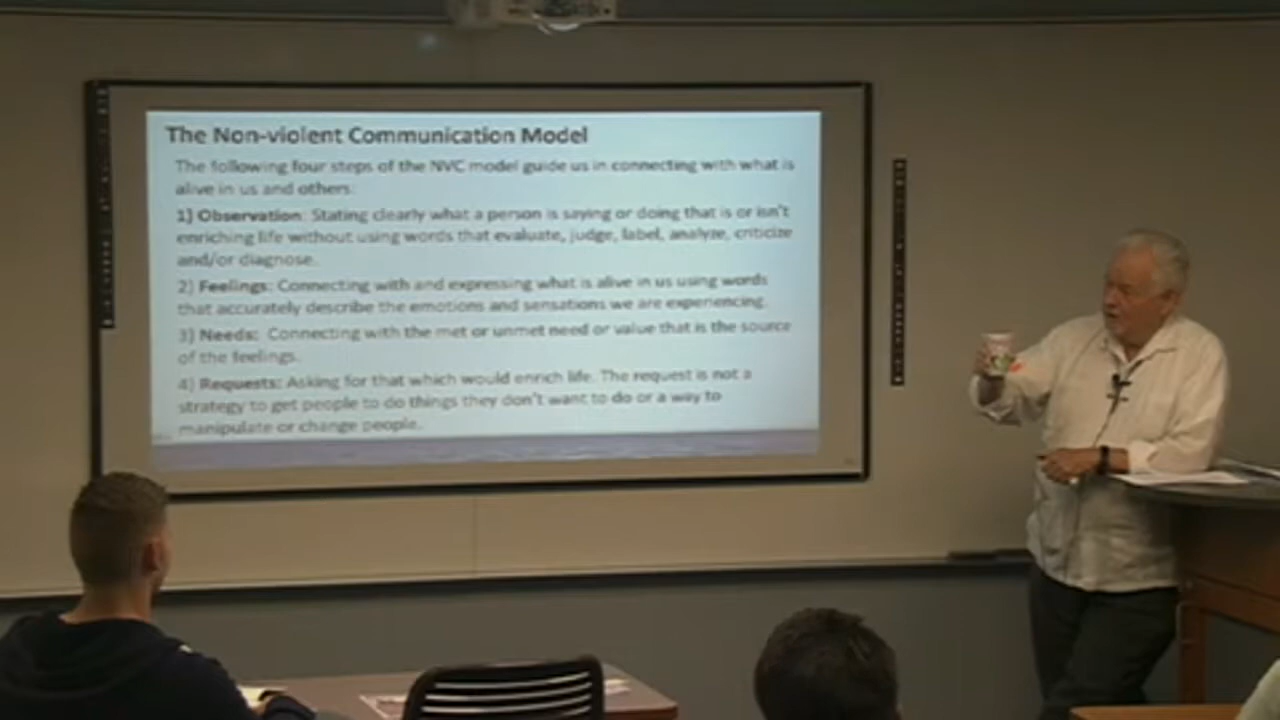 The Non-violent Communication Model
The following four steps of the NVC model guide us in connecting with what is
alive in us and others:
1) Observation: Stating clearly what a person is saying or doing that is or isn't
enriching life without using words that evaluate, judge, label, analyze, criticize
and/or diagnose.
2) Feelings: Connecting with and expressing what is alive in us using words
that accurately describe the emotions and sensations we are experiencing.
3) Needs: Connecting with the met or unmet need or value that is the source
of the feelings.
4) Requests: Asking for that which would enrich life. The request is not a
strategy to get people to do things they don't want to do or a way to
manipulate or change people.